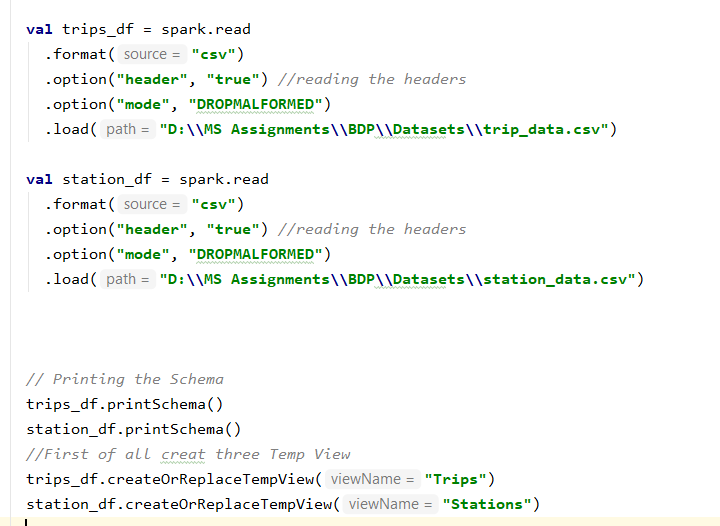 val trips_df = spark.read
.format( source = "csv")
.option("header", "true") //reading the headers
.option("mode", "DROPMALFORMED")
.load( path = "D:\\MS Assignments\\BDP\\Datasets\\trip_data.csv")
val station_df = spark.read
.format( source = "csv")
.option("header", "true") //reading the headers
.option("mode", "DROPMALFORMED")
.load( path = "D:\\MS Assignments\\BDP\\Datasets\\station_data.csv")
// Printing the Schema
trips_df.printSchema()
station_df.printSchema()
//First of all creat three Temp View
trips_df.createOrReplaceTempView( viewName = "Trips")
station_df.createOrReplaceTempView( viewName = "Stations")